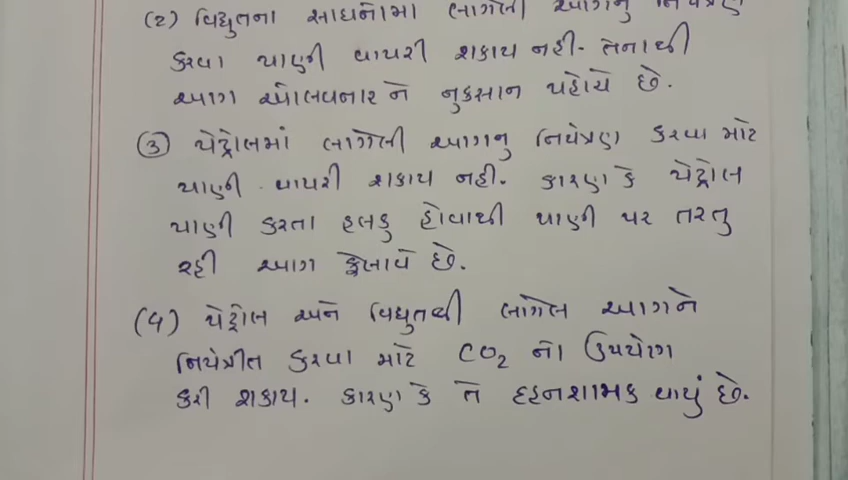 (૨) વિદ્યુતના સાધનોમા લાગેલી આગનુ નિયંત્રણ
કરવા પાણી વાપરી શકાય નહી. તેનાથી
આગ ઓલવનાર ને નુકસાન પહોચે છે.
③ પેટ્રોલમાં લાગેલી આગનુ નિયંત્રણ કરવા માટે
પાણી વાપરી શકાય નહી. કારણ કે પેટ્રોલ
પાણી કરતા હલકુ હોવાથી પાણી પર તરતુ
રહી આગ ફેલાવે છે.
(૪) પેટ્રોલ અને વિદ્યુતથી લાગેલ આગને
નિયંત્રીત કરવા માટે CO₂ નો ઉપયોગ
કરી શકાય. કારણ કે તે દહનશામક વાયું છે.